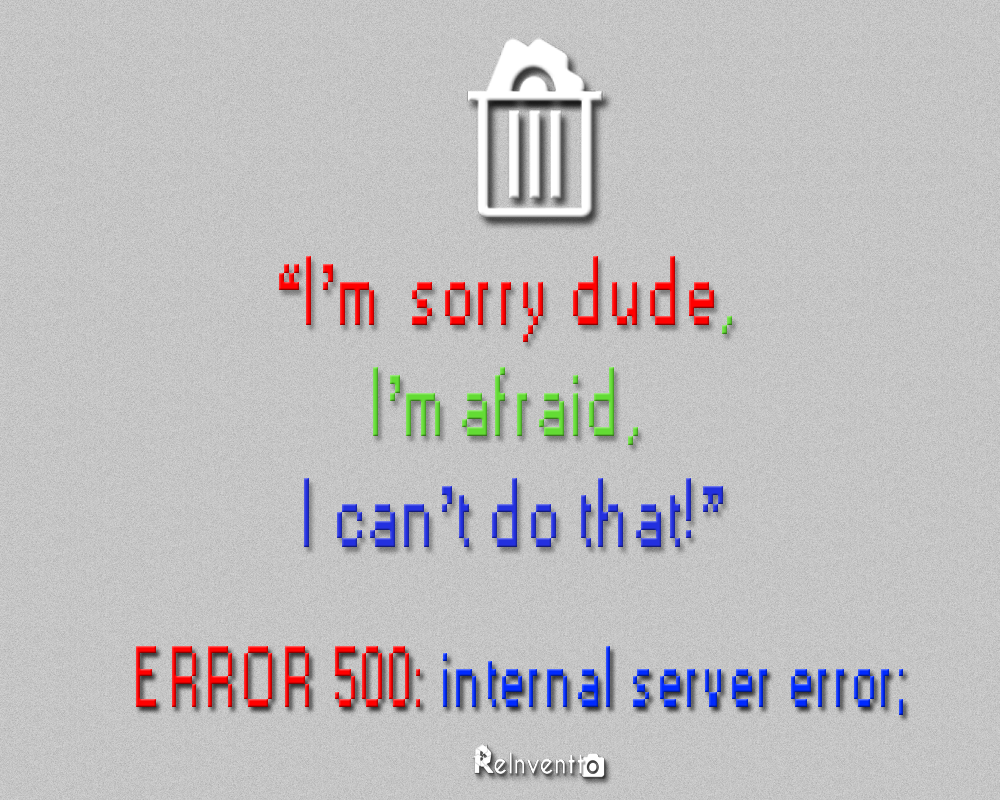 “I’m sorry dude,
I’m afraid,
I can’t do that!”
ERROR 500: internal server error;
ReInventto